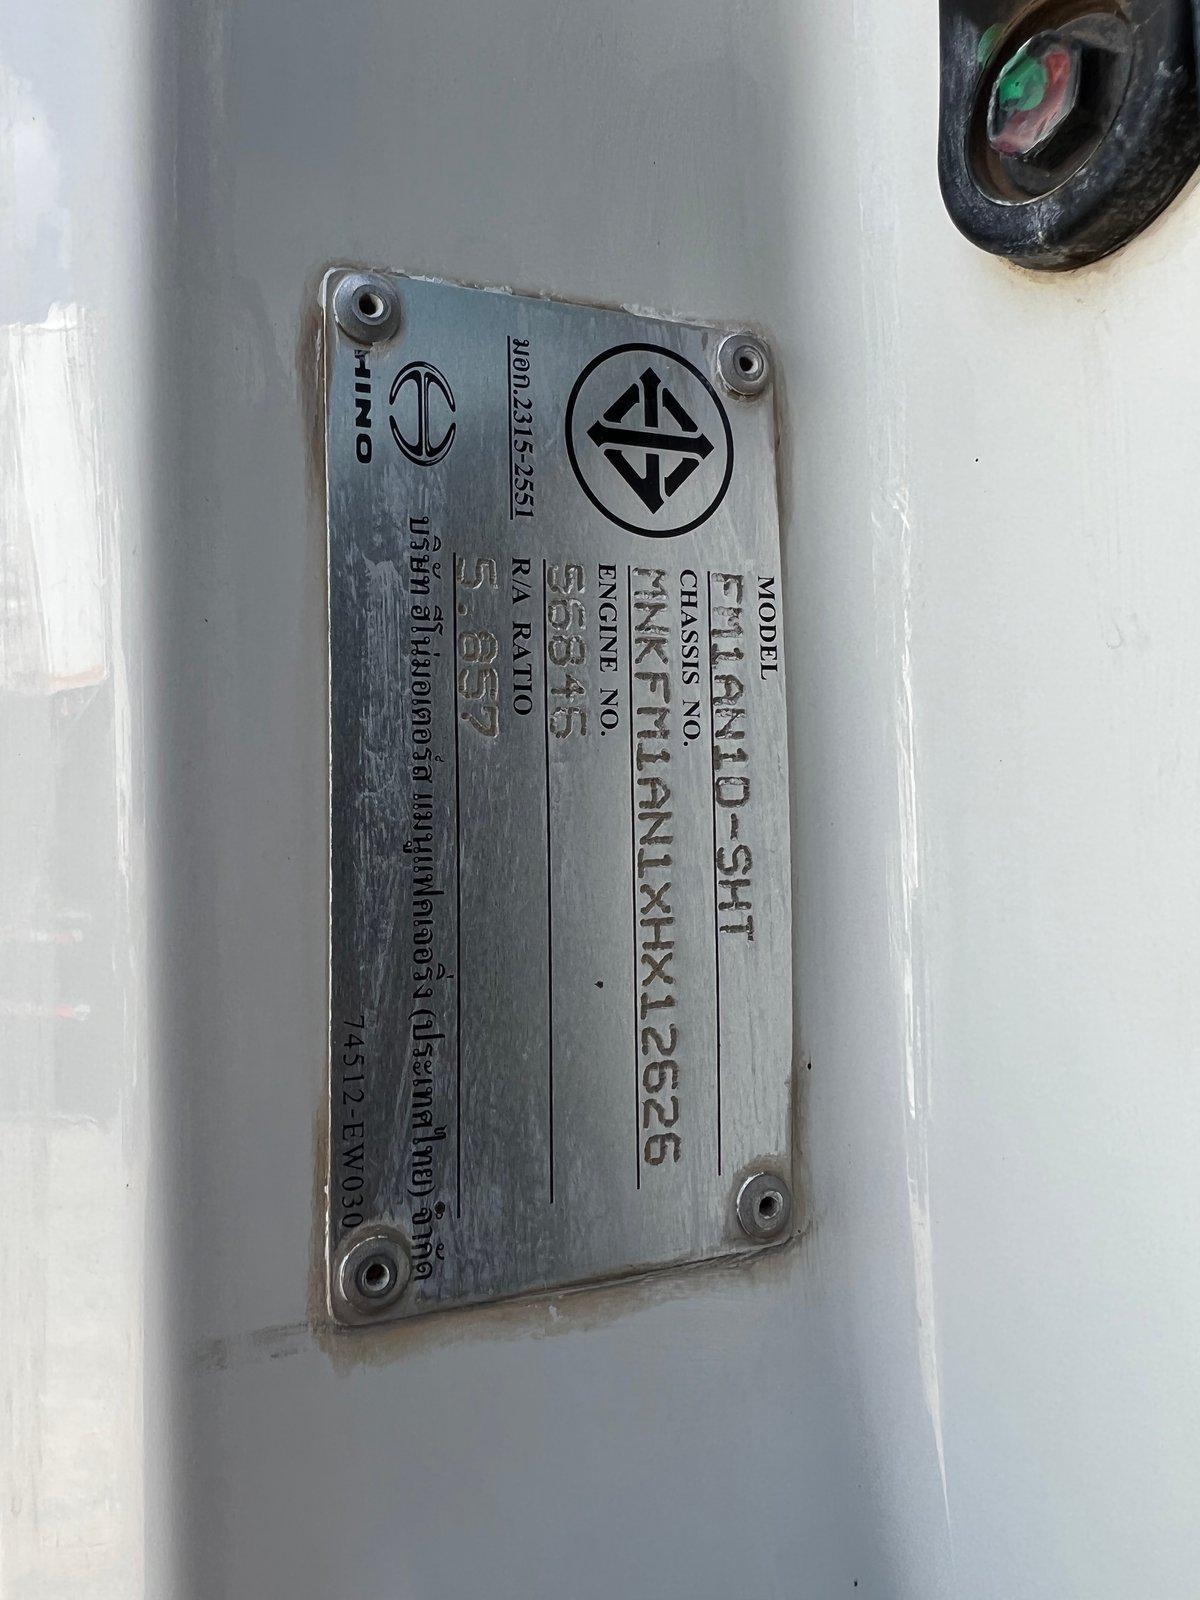 MODEL
FM1AN1D-SHT
CHASSIS NO.
MNKFM1AN1XHX12626
ENGINE NO.
56846
R/A RATIO
5.857
มอก.2315-2551
HINO
บริษัท ฮีโน่มอเตอร์ส แมนูแฟคเจอริ่ง (ประเทศไทย) จำกัด
74512-EW030